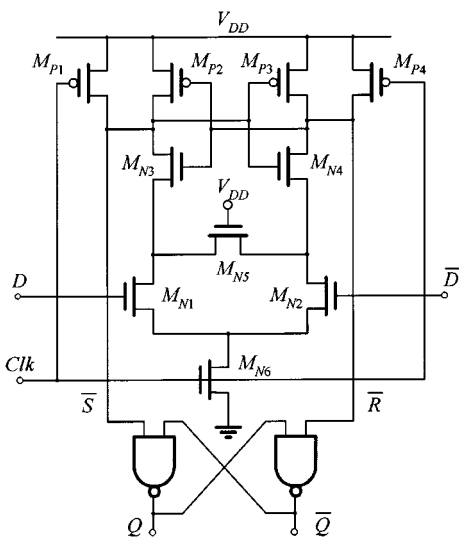 V_DD
M_P1
M_P2
M_P3
M_P4
M_N3
M_N4
V_DD
M_N5
D
M_N1
M_N2
D̅
Clk
M_N6
S̅
R̅
Q
Q̅